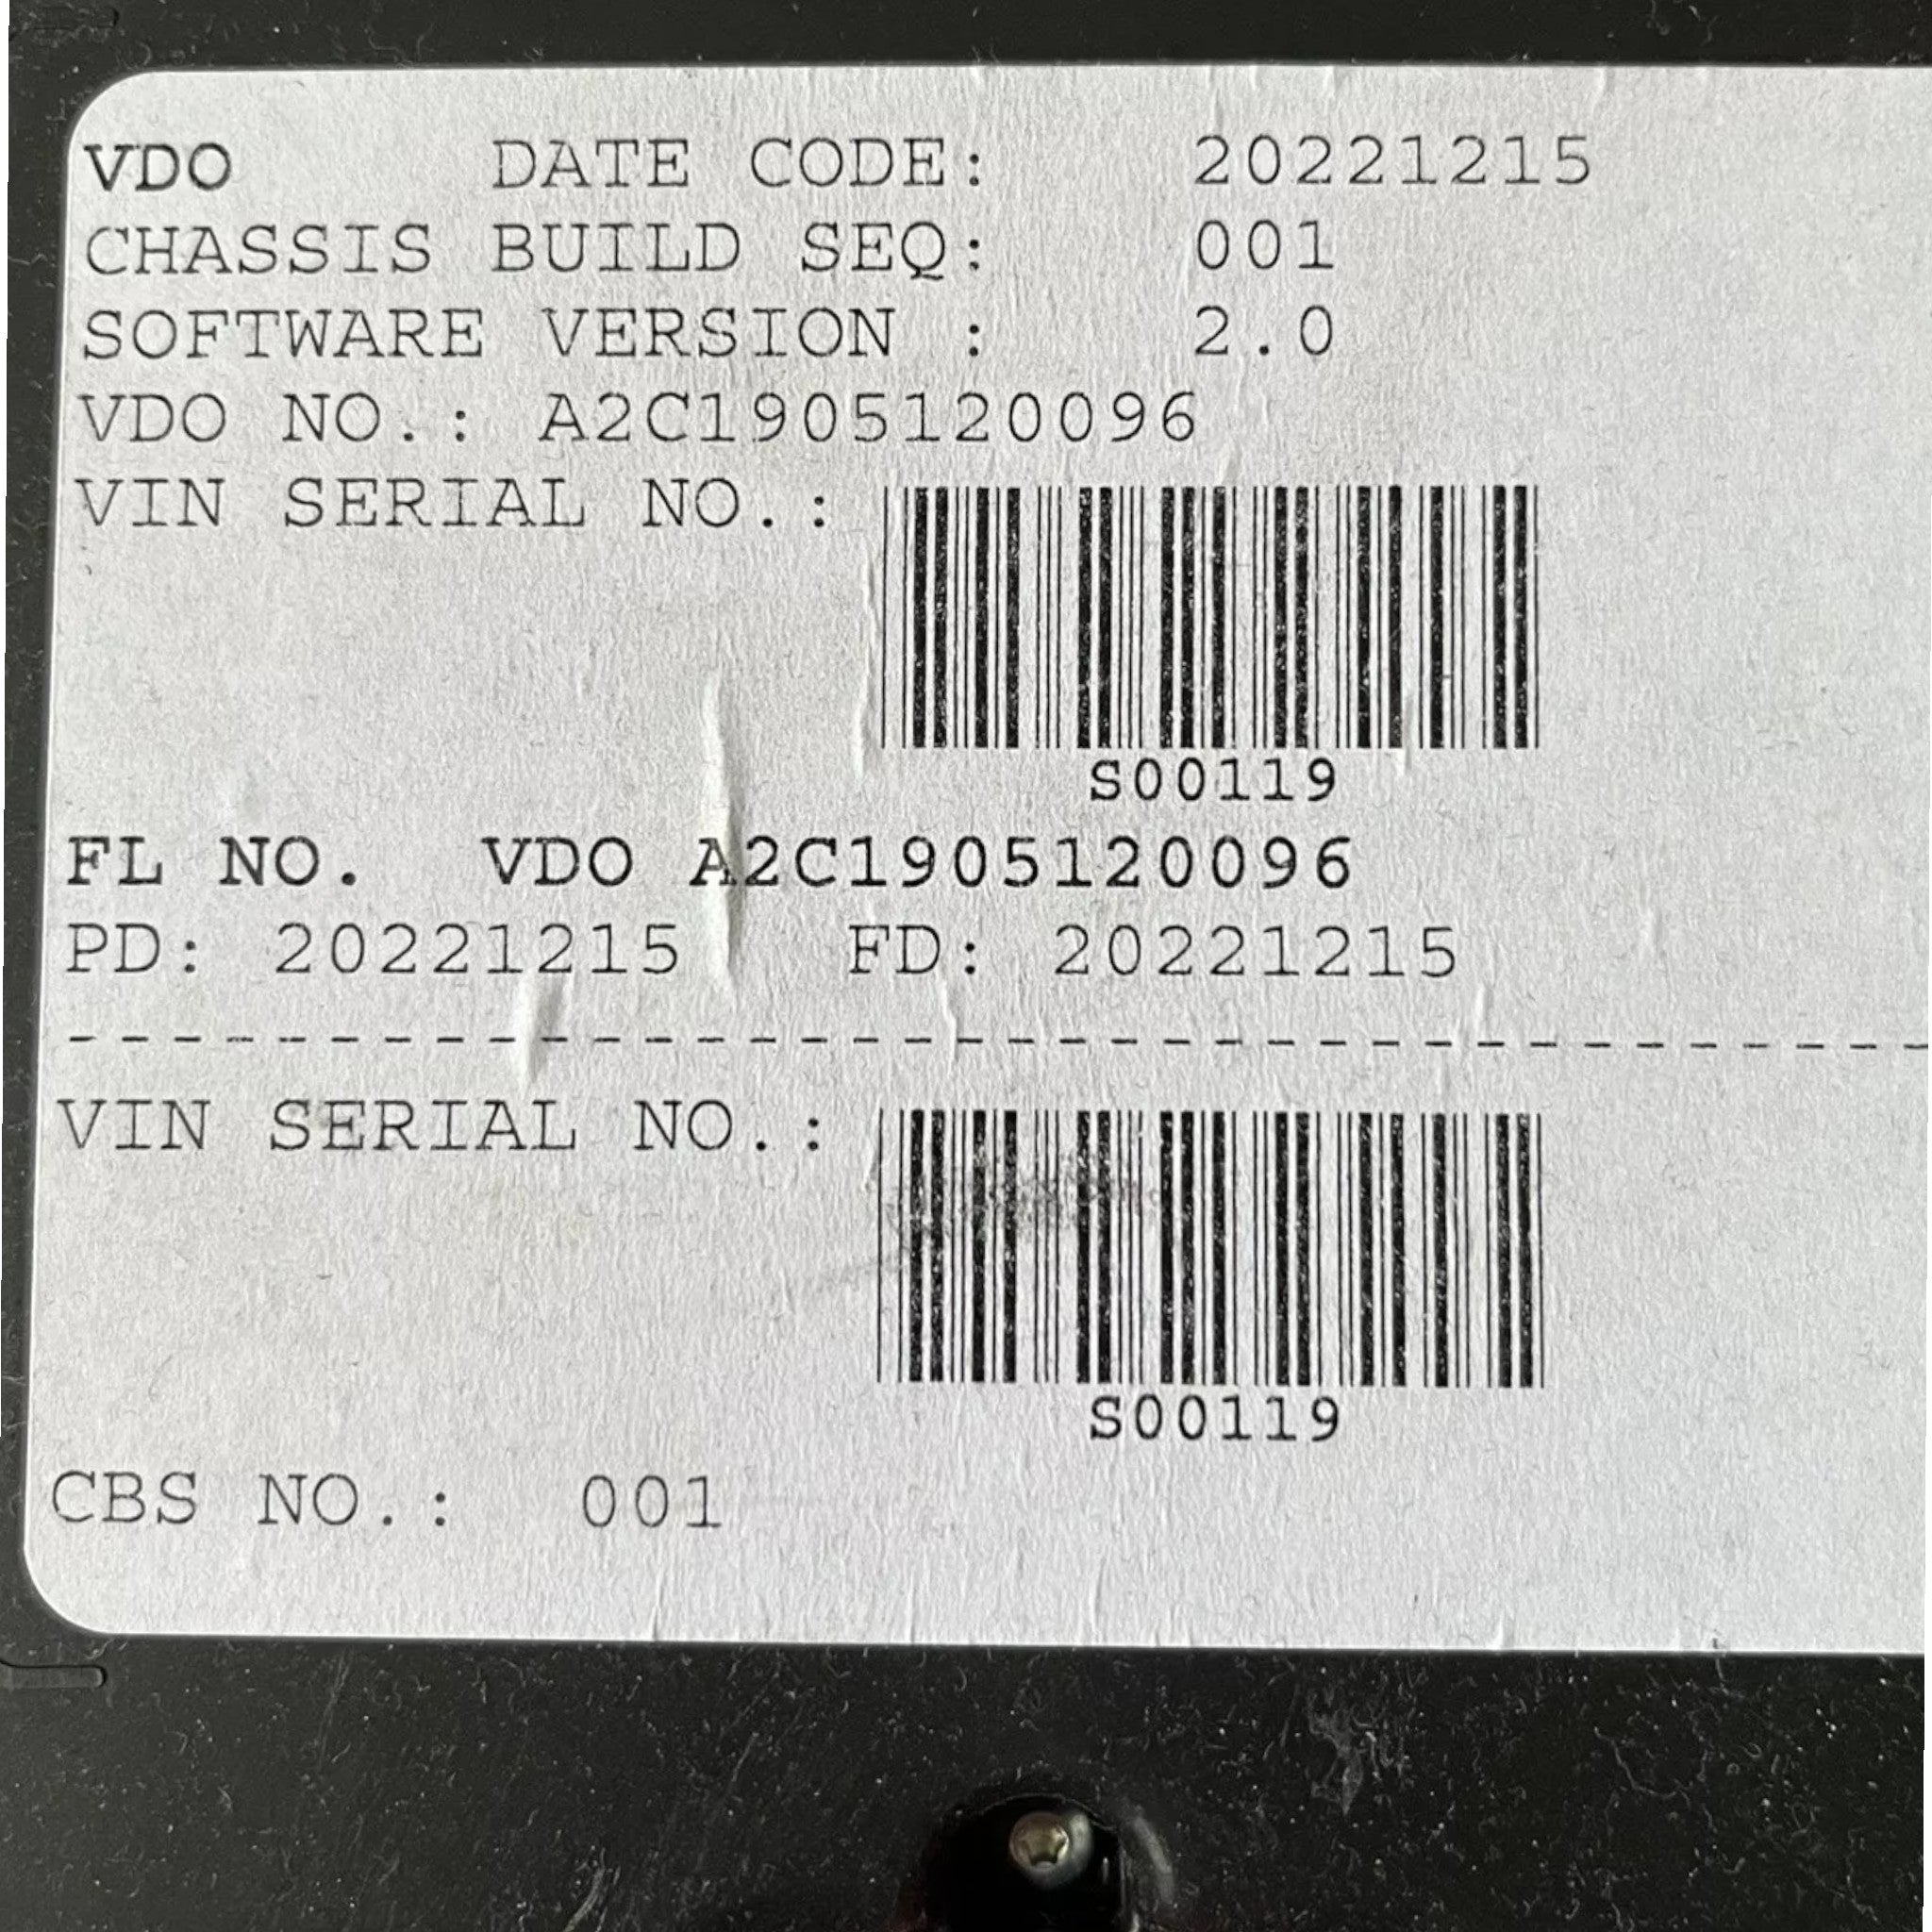 VDO DATE CODE: 20221215
CHASSIS BUILD SEQ: 001
SOFTWARE VERSION : 2.0
VDO NO.: A2C1905120096
VIN SERIAL NO.:
S00119
FL NO. VDO A2C1905120096
PD: 20221215 FD: 20221215
--------------------------------------------
VIN SERIAL NO.:
S00119
CBS NO.: 001